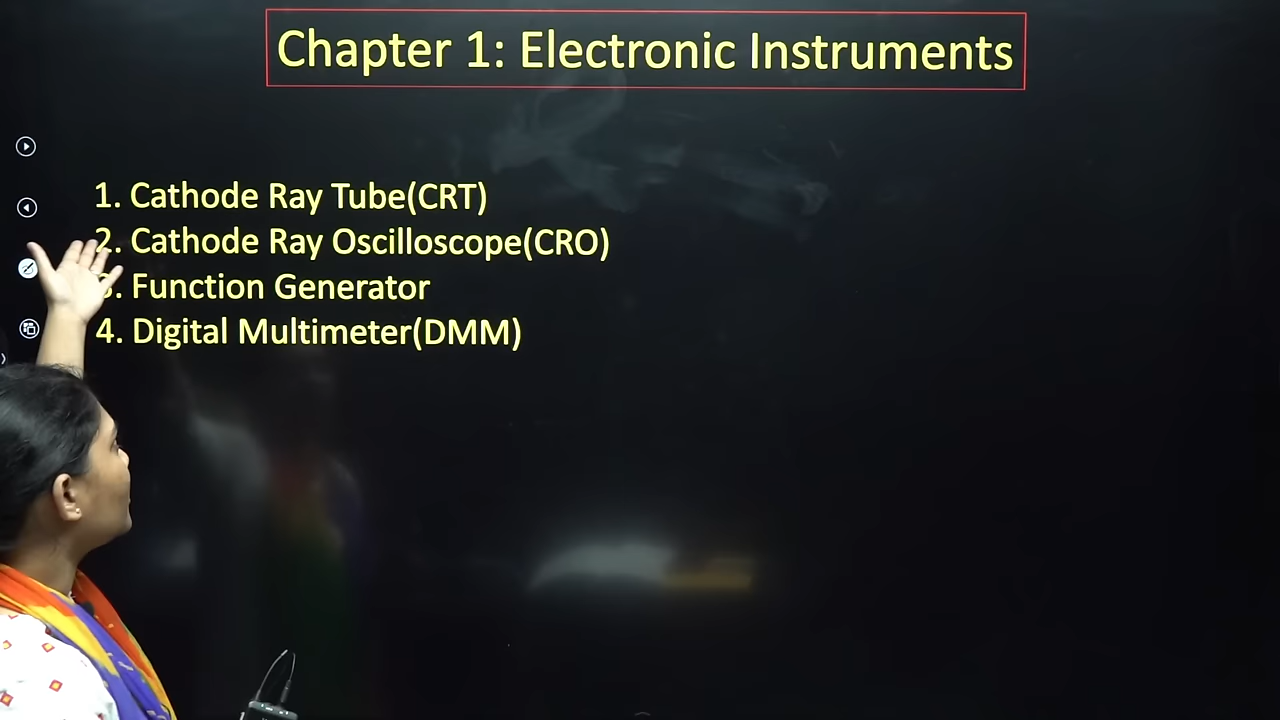 Chapter 1: Electronic Instruments
1. Cathode Ray Tube(CRT)
2. Cathode Ray Oscilloscope(CRO)
3. Function Generator
4. Digital Multimeter(DMM)